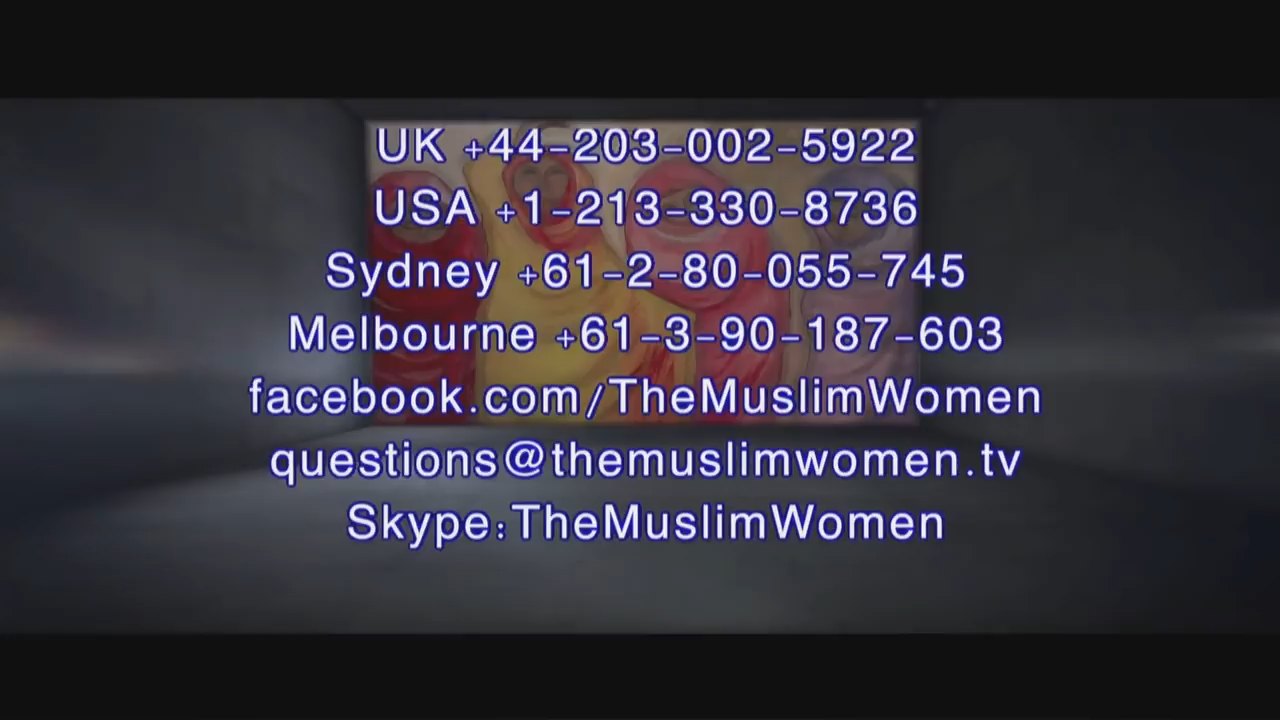 UK +44-203-002-5922
USA +1-213-330-8736
Sydney +61-2-80-055-745
Melbourne +61-3-90-187-603
facebook.com/TheMuslimWomen
questions@themuslimwomen.tv
Skype:TheMuslimWomen